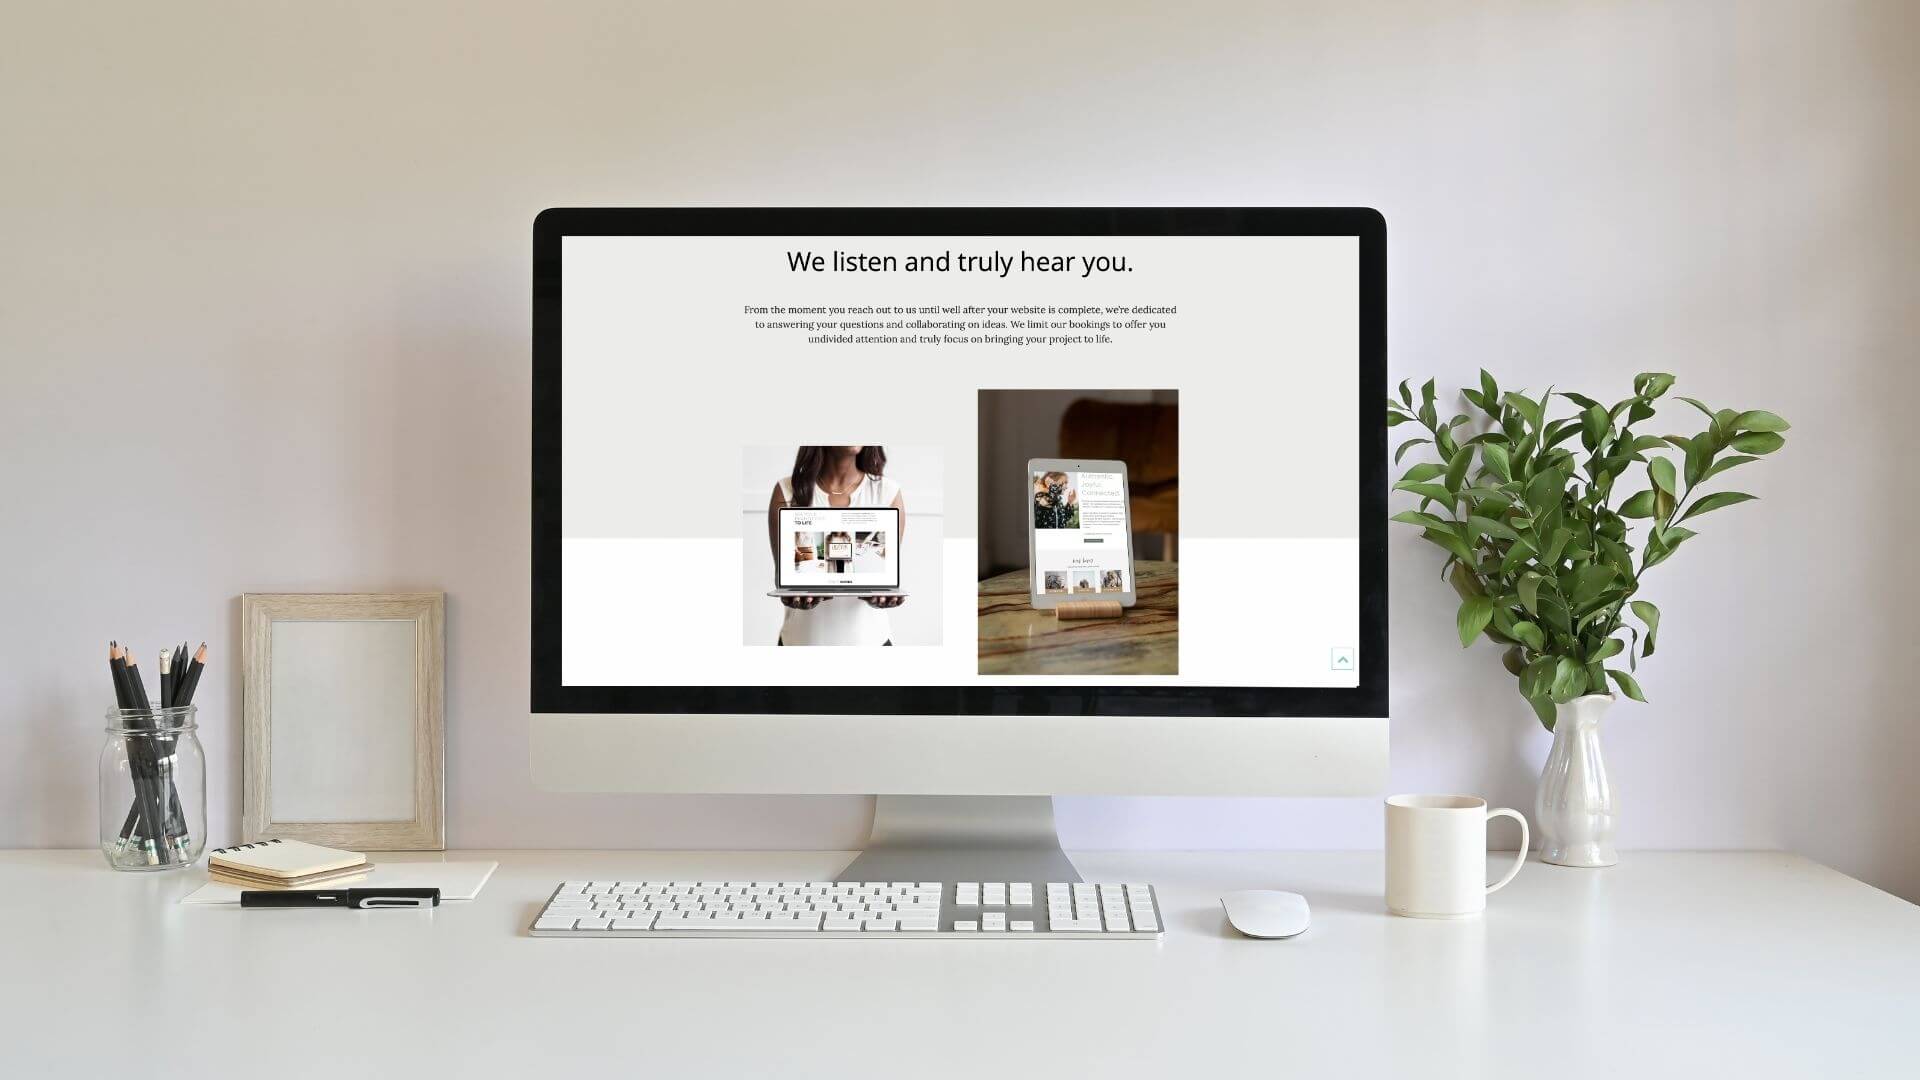 We listen and truly hear you.
From the moment you reach out to us until well after your website is complete, we're dedicated
to answering your questions and collaborating on ideas. We limit our bookings to offer you
undivided attention and truly focus on bringing your project to life.
TO LIFE
Authentic.
Joyful.
Connected.